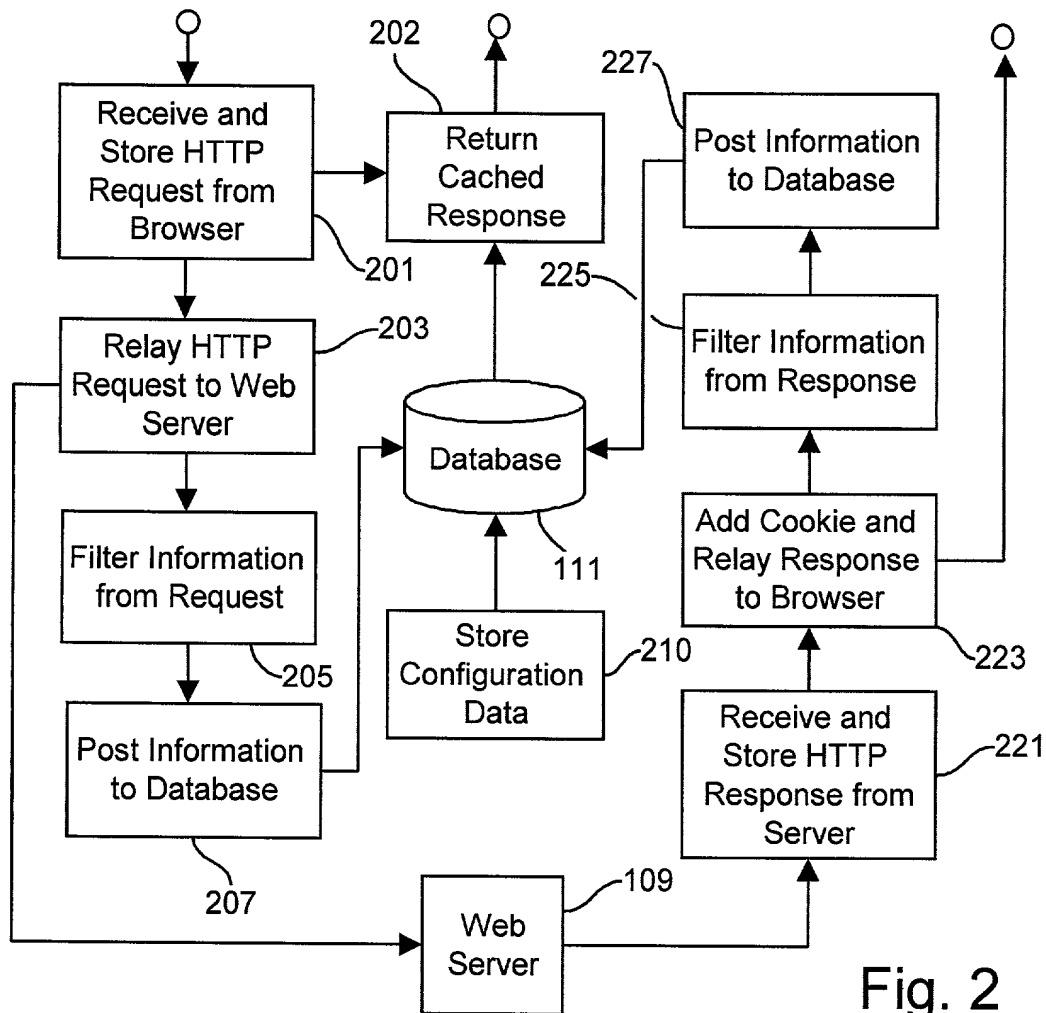 Receive and
Store HTTP
Request from
Browser
201
202
Return
Cached
Response
227
Post Information
to Database
Relay HTTP
Request to Web
Server
203
225
Filter Information
from Response
Database
111
Filter Information
from Request
205
Store
Configuration
Data
210
Add Cookie and
Relay Response
to Browser
223
Post Information
to Database
207
Receive and
Store HTTP
Response from
Server
221
Web
Server
109
Fig. 2